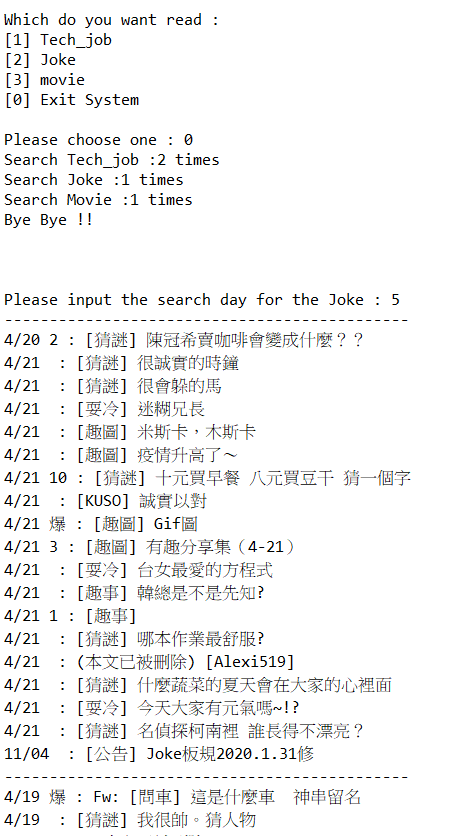 Which do you want read :
[1] Tech_job
[2] Joke
[3] movie
[0] Exit System
Please choose one : 0
Search Tech_job :2 times
Search Joke :1 times
Search Movie :1 times
Bye Bye !!
Please input the search day for the Joke : 5
---------------------------------------------
4/20 2 : [猜謎] 陳冠希賣咖啡會變成什麼？？
4/21  : [猜謎] 很誠實的時鐘
4/21  : [猜謎] 很會躲的馬
4/21  : [耍冷] 迷糊兄長
4/21  : [趣圖] 米斯卡，木斯卡
4/21  : [趣圖] 疫情升高了～
4/21 10 : [猜謎] 十元買早餐 八元買豆干 猜一個字
4/21  : [KUSO] 誠實以對
4/21 爆 : [趣圖] Gif圖
4/21 3 : [趣圖] 有趣分享集（4-21）
4/21  : [耍冷] 台女最愛的方程式
4/21  : [趣事] 韓總是不是先知?
4/21 1 : [趣事]
4/21  : [猜謎] 哪本作業最舒服?
4/21  : (本文已被刪除) [Alexi519]
4/21  : [猜謎] 什麼蔬菜的夏天會在大家的心裡面
4/21  : [耍冷] 今天大家有元氣嗎~!?
4/21  : [猜謎] 名偵探柯南裡 誰長得不漂亮？
11/04  : [公告] Joke板規2020.1.31修
---------------------------------------------
4/19 爆 : Fw: [問車] 這是什麼車  神串留名
4/19  : [猜謎] 我很帥。猜人物